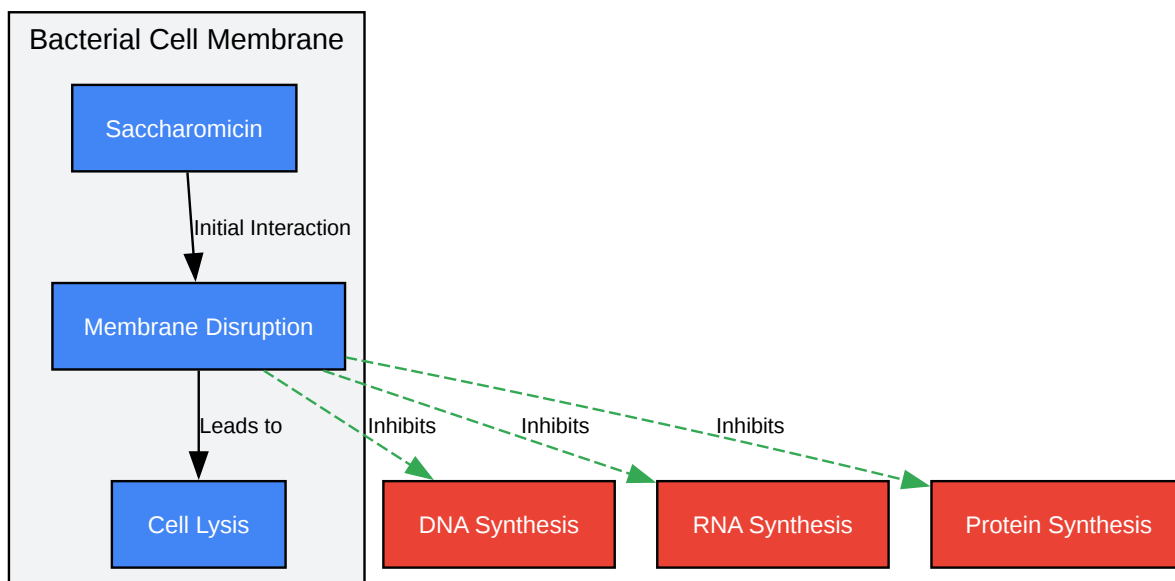 Bacterial Cell Membrane
Saccharomicin
Initial Interaction
Membrane Disruption
Leads to
Inhibits
Inhibits
Inhibits
Cell Lysis
DNA Synthesis
RNA Synthesis
Protein Synthesis